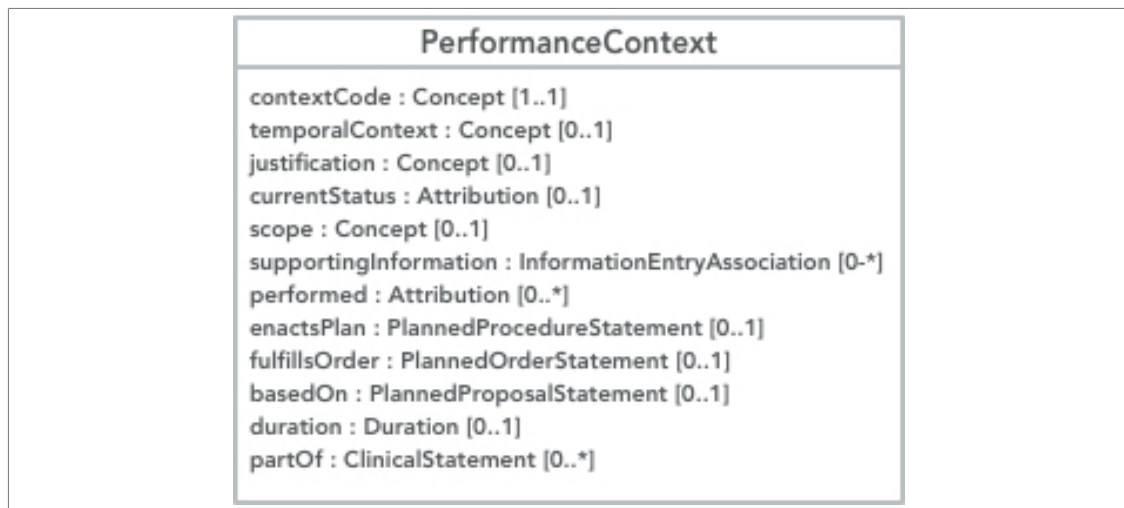 PerformanceContext
contextCode : Concept [1..1]
temporalContext : Concept [0..1]
justification : Concept [0..1]
currentStatus : Attribution [0..1]
scope : Concept [0..1]
supportingInformation : InformationEntryAssociation [0-*]
performed : Attribution [0..*]
enactsPlan : PlannedProcedureStatement [0..1]
fulfillsOrder : PlannedOrderStatement [0..1]
basedOn : PlannedProposalStatement [0..1]
duration : Duration [0..1]
partOf : ClinicalStatement [0..*]